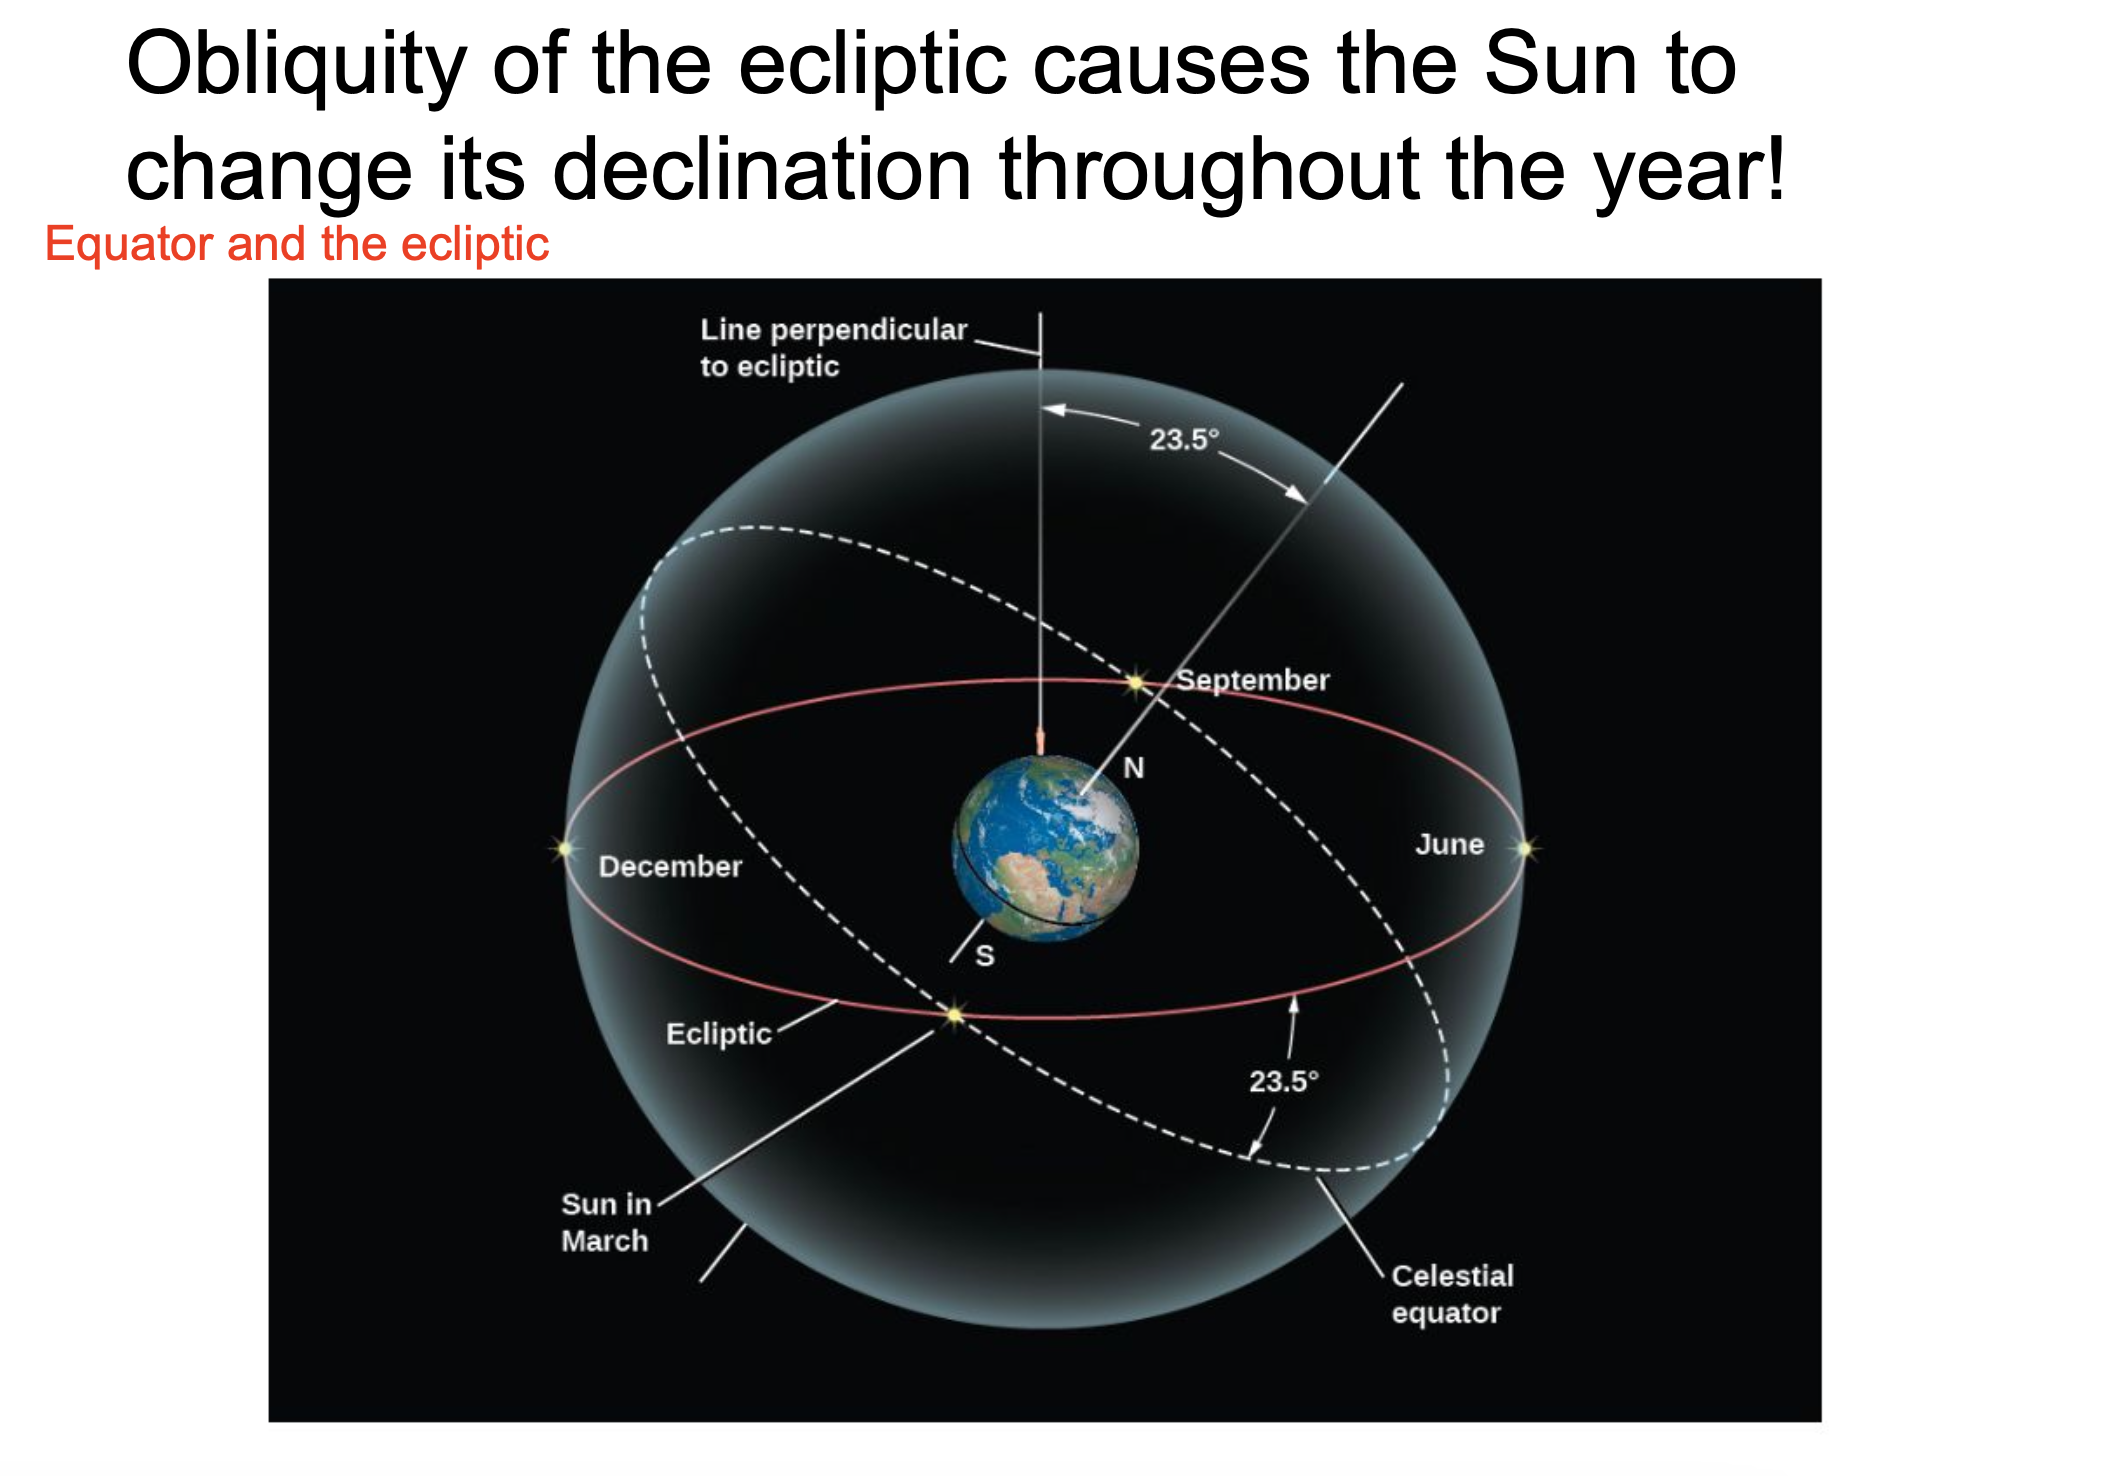 Obliquity of the ecliptic causes the Sun to
change its declination throughout the year!
Equator and the ecliptic
Line perpendicular
to ecliptic
23.5°
September
N
December
June
S
Ecliptic
23.5°
Sun in
March
Celestial
equator